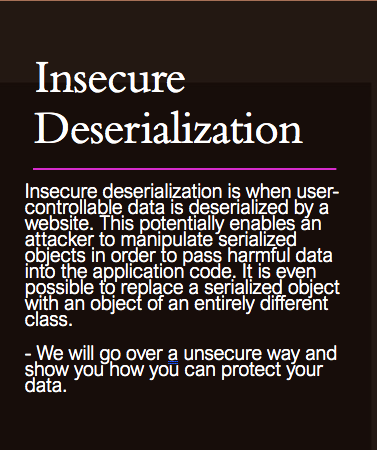 Insecure
Deserialization
Insecure deserialization is when user-
controllable data is deserialized by a
website. This potentially enables an
attacker to manipulate serialized
objects in order to pass harmful data
into the application code. It is even
possible to replace a serialized object
with an object of an entirely different
class.
- We will go over a unsecure way and
show you how you can protect your
data.